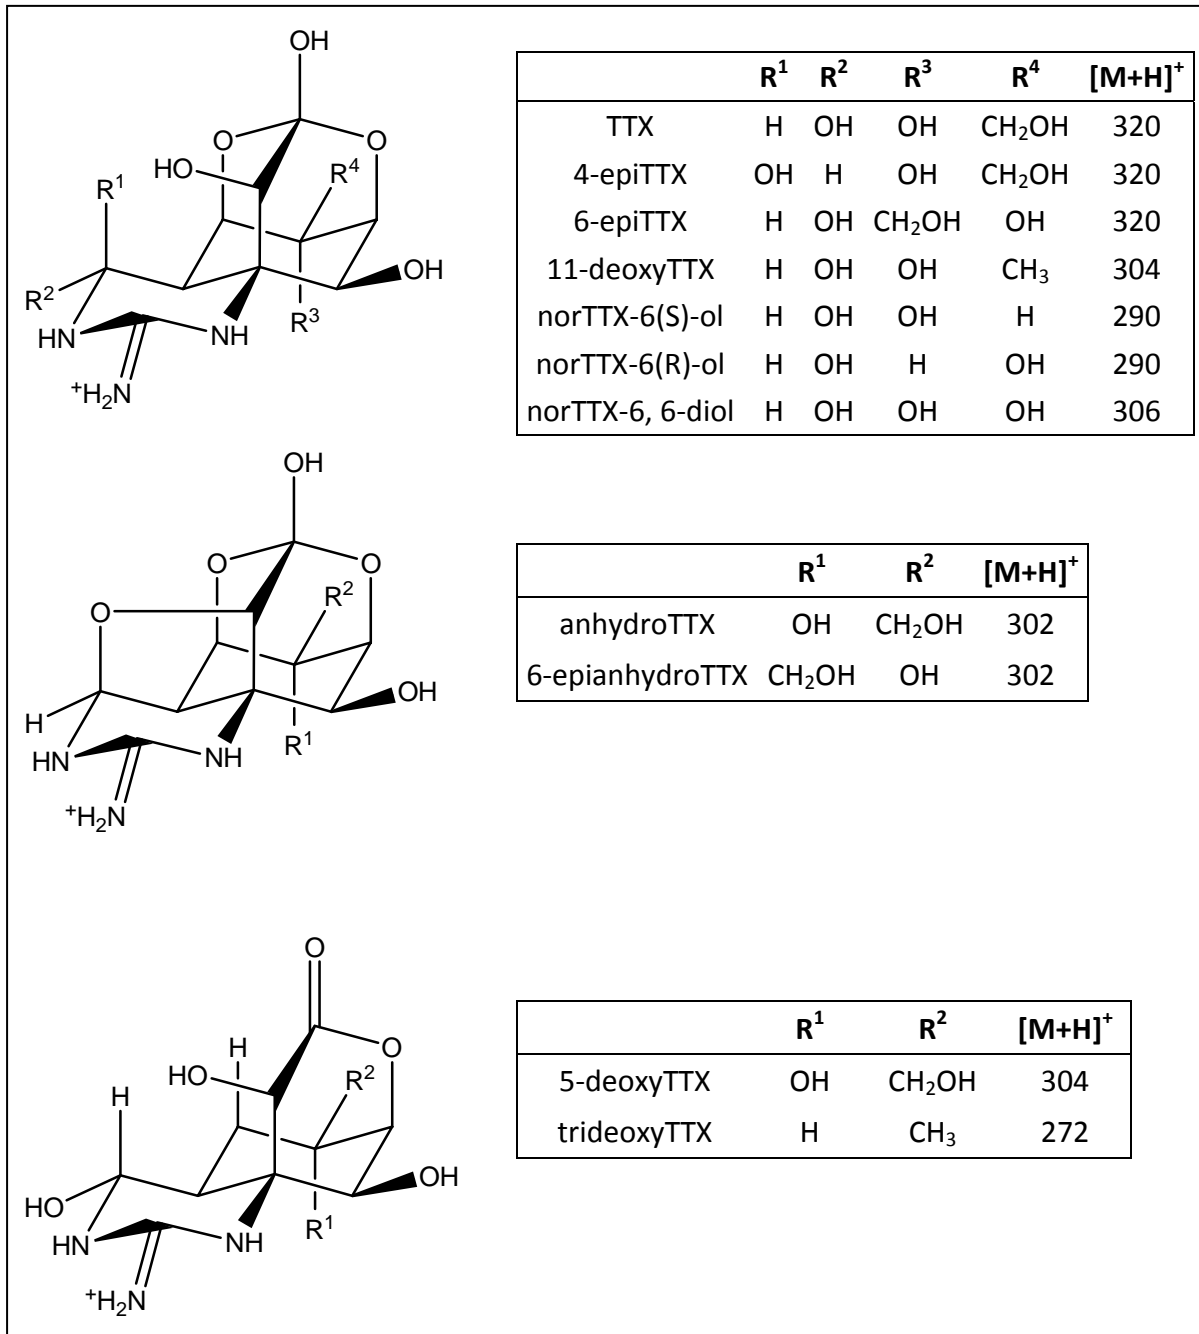 OH
O
O
HO
R⁴
R¹
OH
R²
HN
NH
R³
⁺H₂N
R¹ R² R³ R⁴ [M+H]⁺
TTX H OH OH CH₂OH 320
4-epiTTX OH H OH CH₂OH 320
6-epiTTX H OH CH₂OH OH 320
11-deoxyTTX H OH OH CH₃ 304
norTTX-6(S)-ol H OH OH H 290
norTTX-6(R)-ol H OH H OH 290
norTTX-6, 6-diol H OH OH OH 306
OH
O
O
R²
O
OH
H
HN
NH
R¹
⁺H₂N
R¹ R² [M+H]⁺
anhydroTTX OH CH₂OH 302
6-epianhydroTTX CH₂OH OH 302
O
H
O
HO
R²
H
OH
HO
HN
NH
R¹
⁺H₂N
R¹ R² [M+H]⁺
5-deoxyTTX OH CH₂OH 304
trideoxyTTX H CH₃ 272